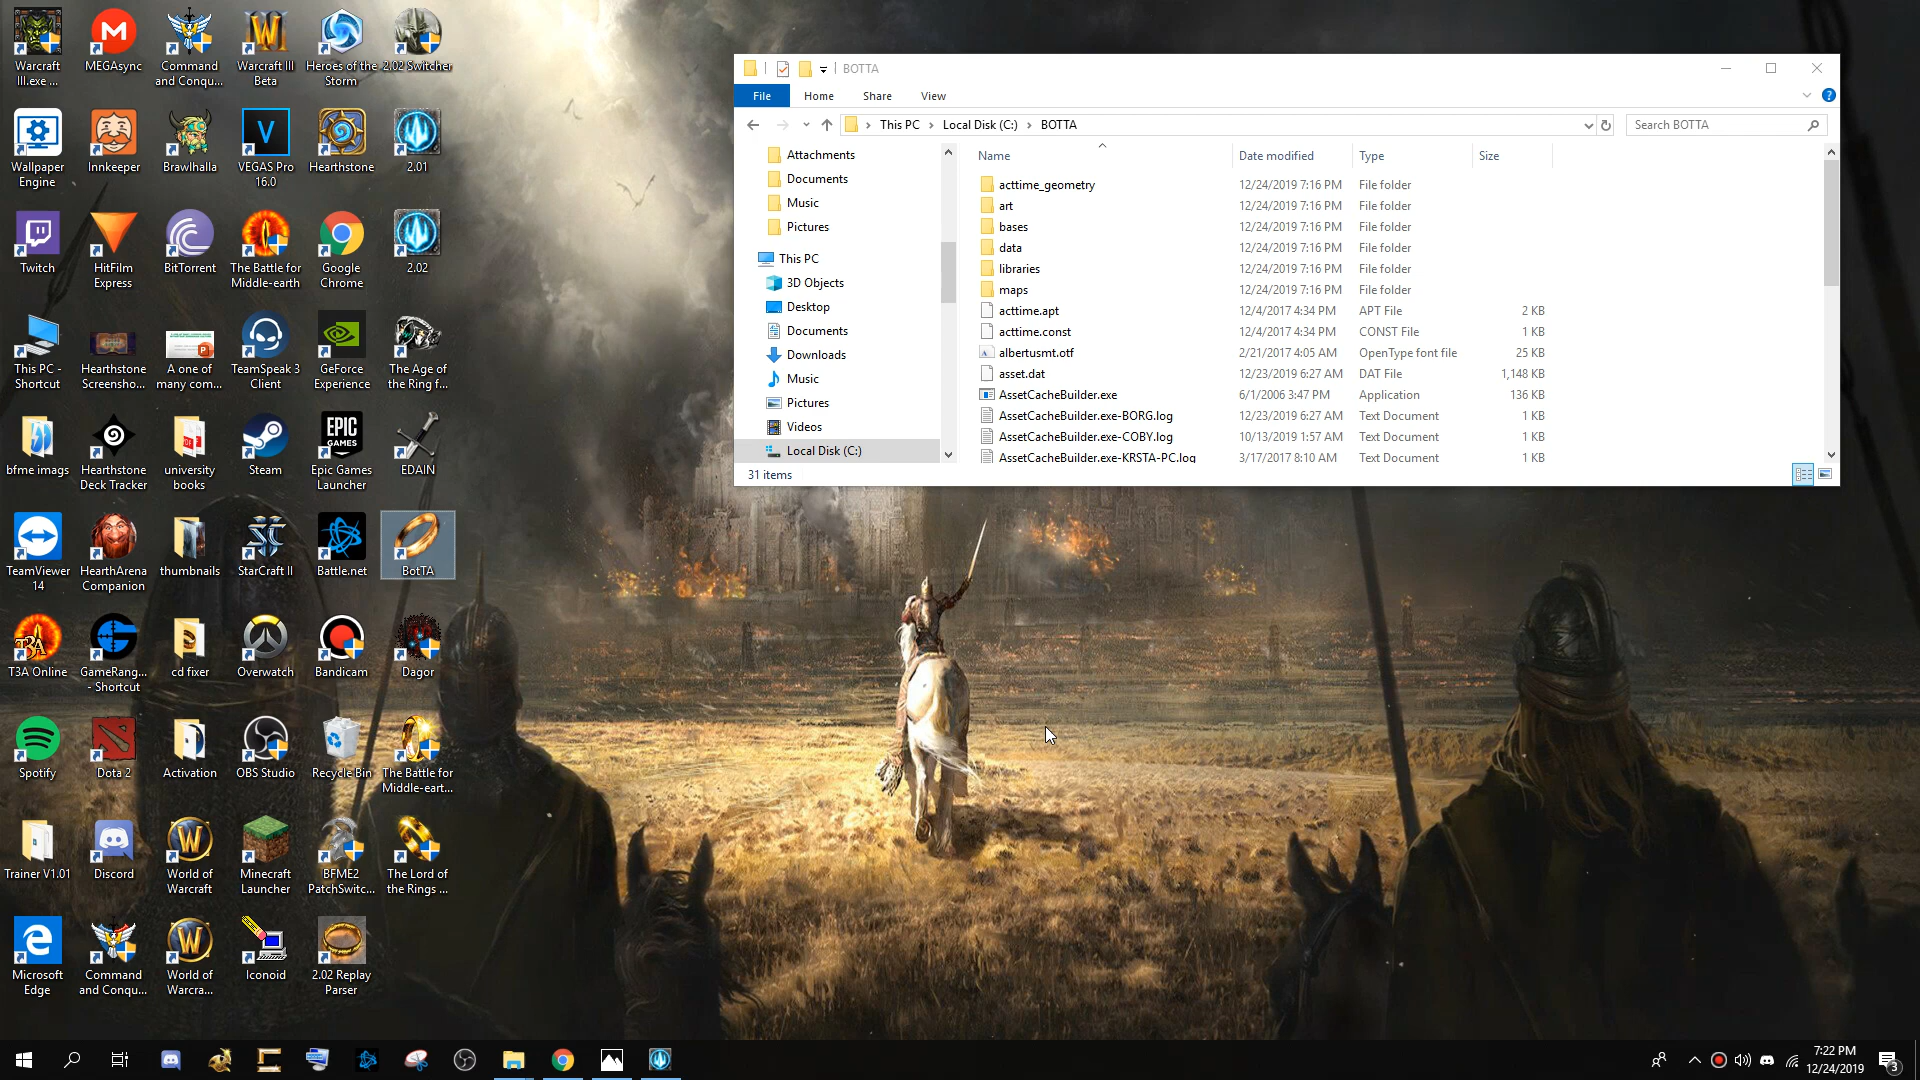 Warcraft
III.exe ...
MEGAsync
Command
and Conqu...
Warcraft III
Beta
Heroes of the
Storm
2.02 Switcher
Wallpaper
Engine
Innkeeper
Brawlhalla
VEGAS Pro
16.0
Hearthstone
2.01
Twitch
HitFilm
Express
BitTorrent
The Battle for
Middle-earth
Google
Chrome
2.02
This PC -
Shortcut
Hearthstone
Screensho...
A one of
many com...
TeamSpeak 3
Client
GeForce
Experience
The Age of
the Ring f...
bfme imags
Hearthstone
Deck Tracker
university
books
Steam
EPIC
GAMES
Epic Games
Launcher
EDAIN
TeamViewer
14
HearthArena
Companion
thumbnails
StarCraft II
Battle.net
BotTA
T3A
T3A Online
GameRang...
- Shortcut
cd fixer
Overwatch
Bandicam
Dagor
Spotify
Dota 2
Activation
OBS Studio
Recycle Bin
The Battle for
Middle-eart...
Trainer V1.01
Discord
World of
Warcraft
Minecraft
Launcher
BFME2
PatchSwitc...
The Lord of
the Rings ...
Microsoft
Edge
Command
and Conqu...
World of
Warcra...
Iconoid
2.02 Replay
Parser
BOTTA
File Home Share View
This PC Local Disk (C:) BOTTA
Search BOTTA
Attachments
Documents
Music
Pictures
This PC
3D Objects
Desktop
Documents
Downloads
Music
Pictures
Videos
Local Disk (C:)
Name Date modified Type Size
acttime_geometry 12/24/2019 7:16 PM File folder
art 12/24/2019 7:16 PM File folder
bases 12/24/2019 7:16 PM File folder
data 12/24/2019 7:16 PM File folder
libraries 12/24/2019 7:16 PM File folder
maps 12/24/2019 7:16 PM File folder
acttime.apt 12/4/2017 4:34 PM APT File 2 KB
acttime.const 12/4/2017 4:34 PM CONST File 1 KB
albertusmt.otf 2/21/2017 4:05 AM OpenType font file 25 KB
asset.dat 12/23/2019 6:27 AM DAT File 1,148 KB
AssetCacheBuilder.exe 6/1/2006 3:47 PM Application 136 KB
AssetCacheBuilder.exe-BORG.log 12/23/2019 6:27 AM Text Document 1 KB
AssetCacheBuilder.exe-COBY.log 10/13/2019 1:57 AM Text Document 1 KB
AssetCacheBuilder.exe-KRSTA-PC.log 3/17/2017 8:10 AM Text Document 1 KB
31 items
7:22 PM
12/24/2019
3